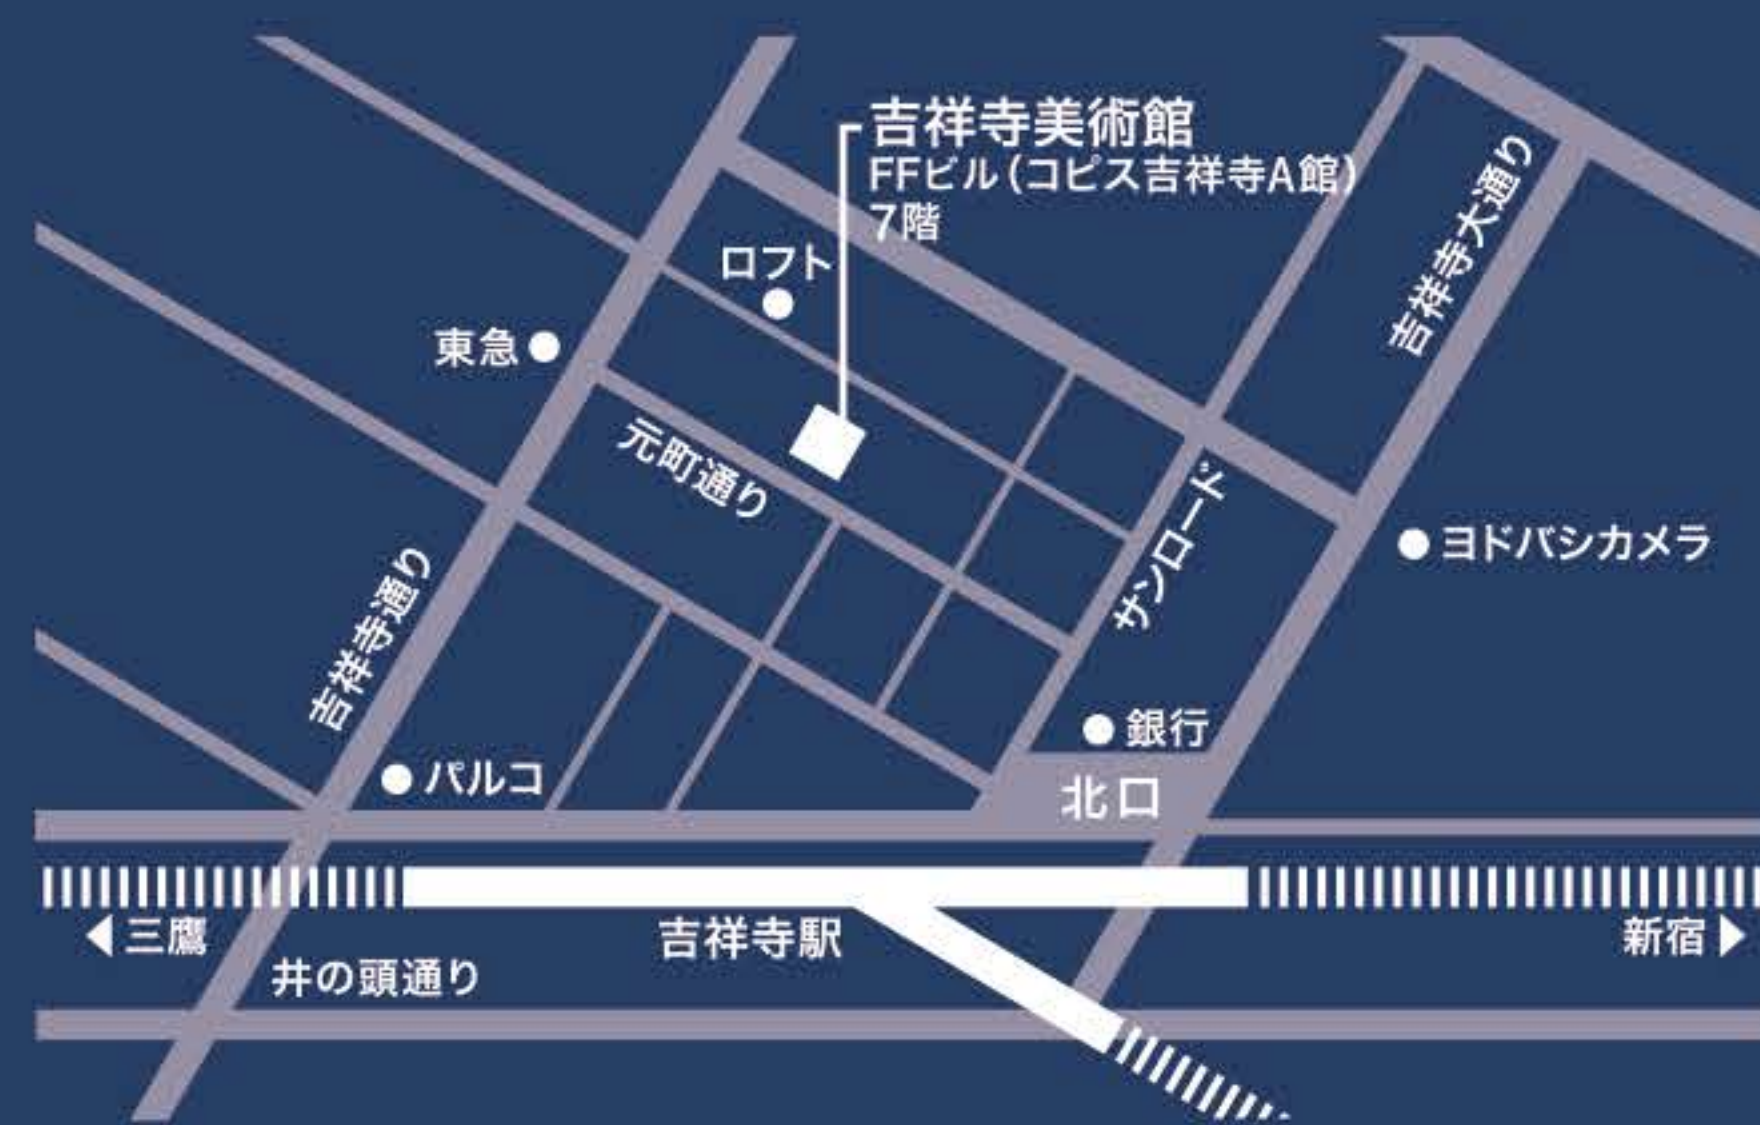 吉祥寺美術館
FFビル(コピス吉祥寺A館)
7階
ロフト
東急
吉祥寺大通り
元町通り
サンロード
ヨドバシカメラ
吉祥寺通り
銀行
パルコ
北口
三鷹
吉祥寺駅
新宿
井の頭通り